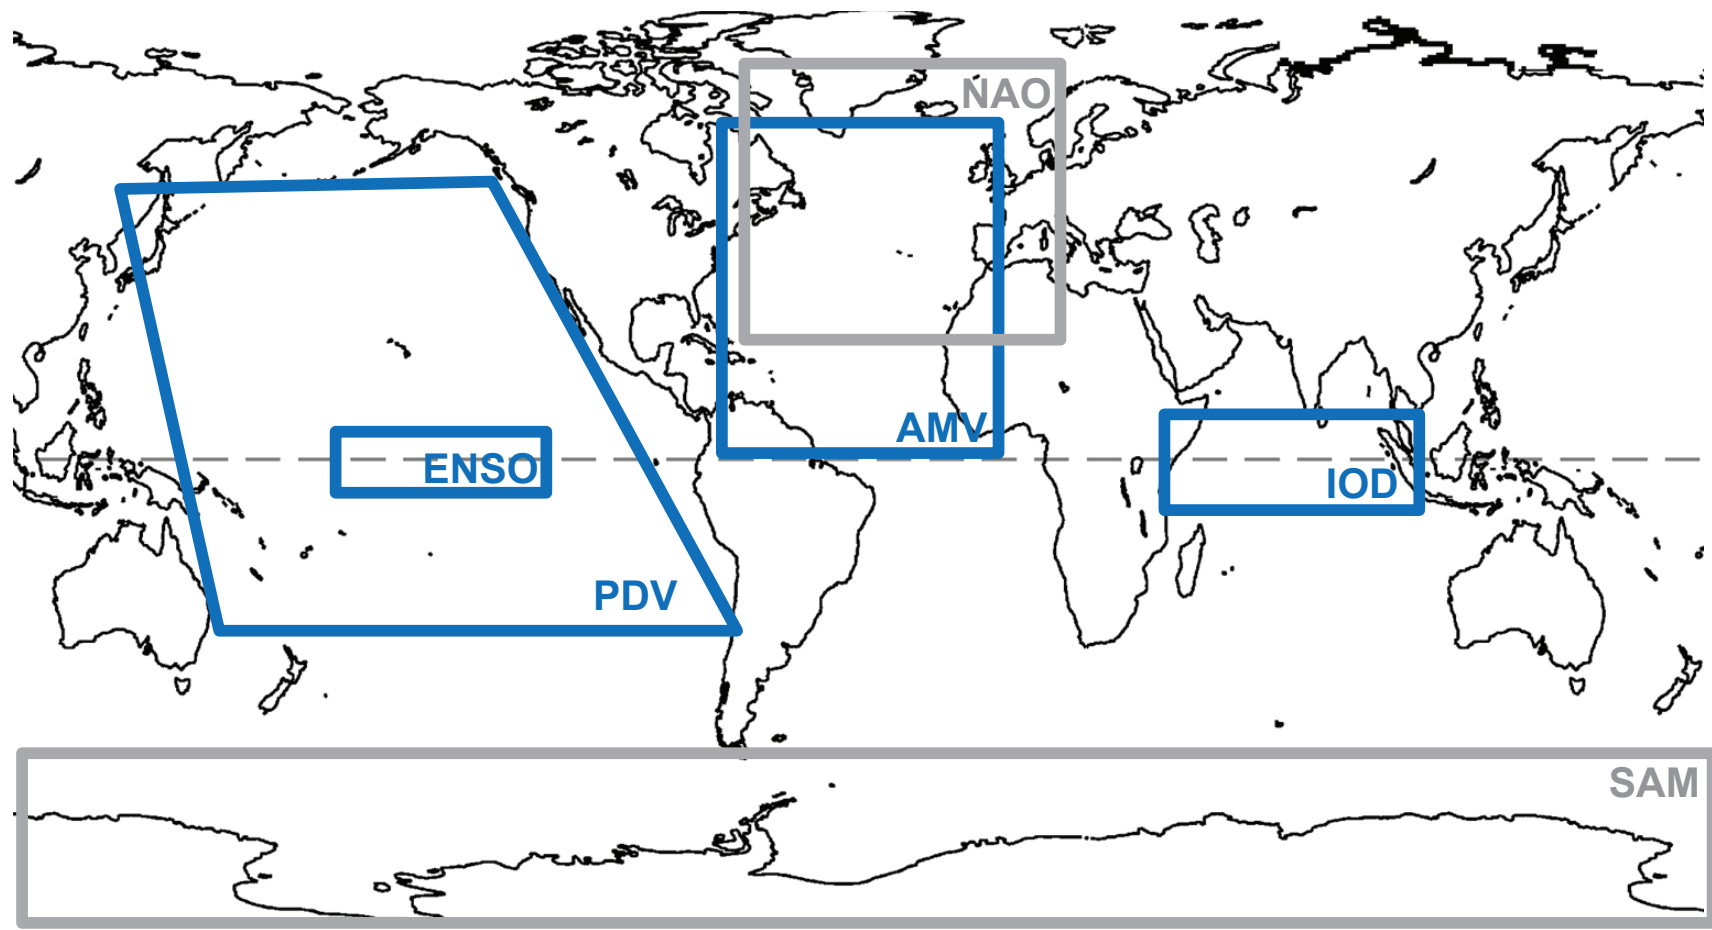 NAO
AMV
ENSO
IOD
PDV
SAM